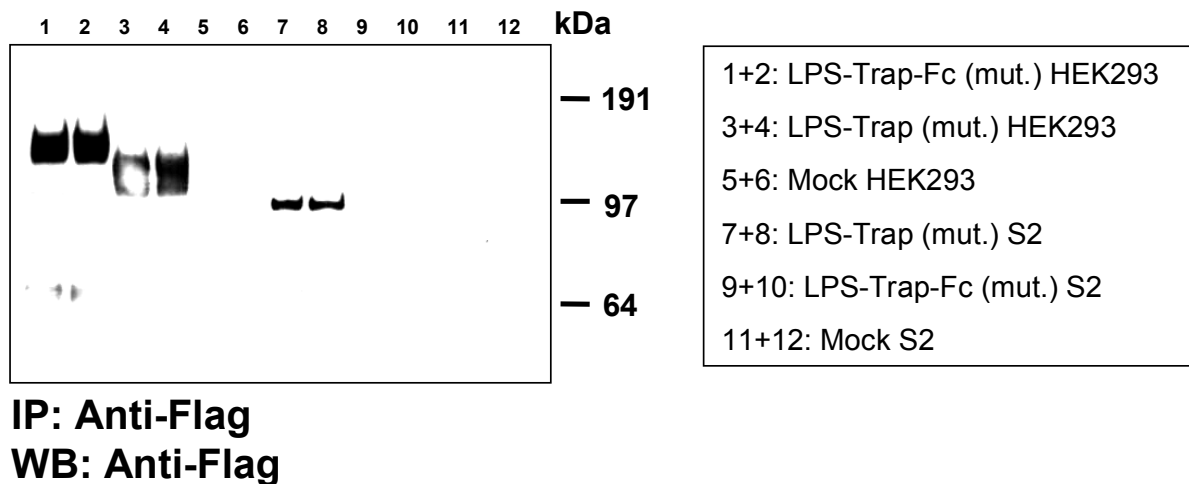 1 2 3 4 5 6 7 8 9 10 11 12 kDa
191
97
64
1+2: LPS-Trap-Fc (mut.) HEK293
3+4: LPS-Trap (mut.) HEK293
5+6: Mock HEK293
7+8: LPS-Trap (mut.) S2
9+10: LPS-Trap-Fc (mut.) S2
11+12: Mock S2
IP: Anti-Flag
WB: Anti-Flag